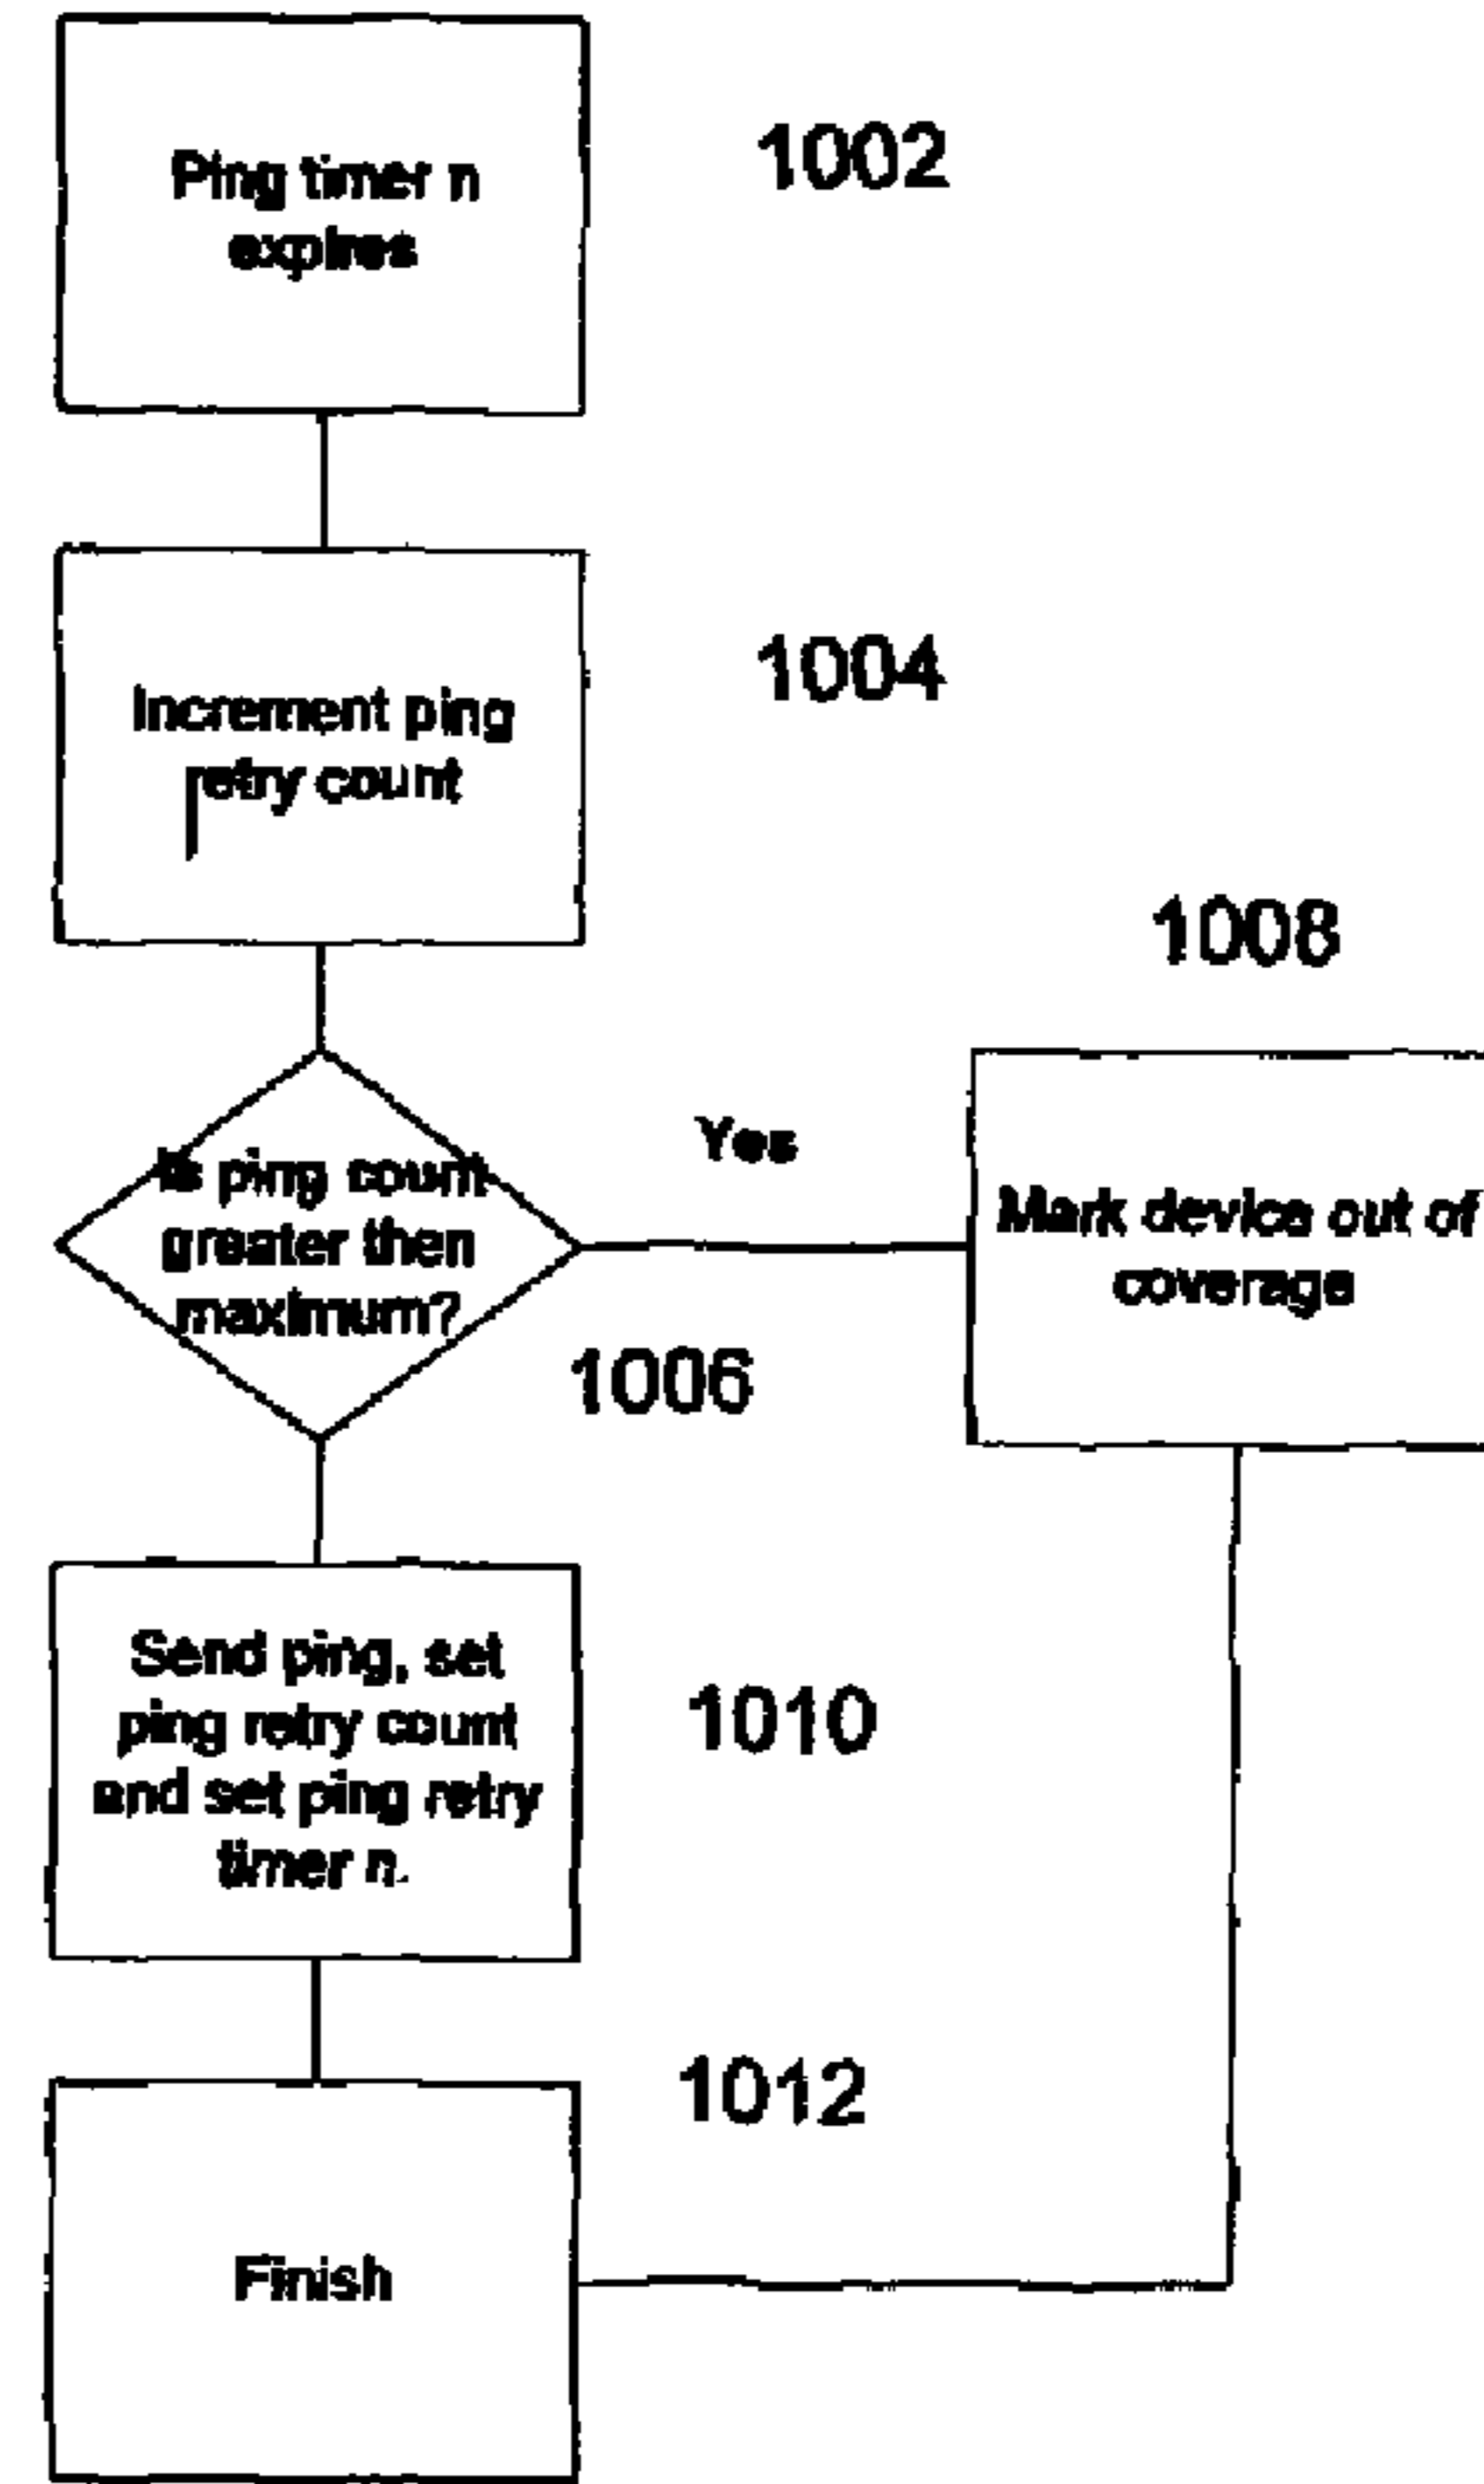 Ping timer n
expires
1002
Increment ping
retry count
1004
1008
Is ping count
greater then
maximum?
Yes
1006
Mark device out of
coverage
Send ping, set
ping retry count
and set ping retry
timer n.
1010
1012
Finish